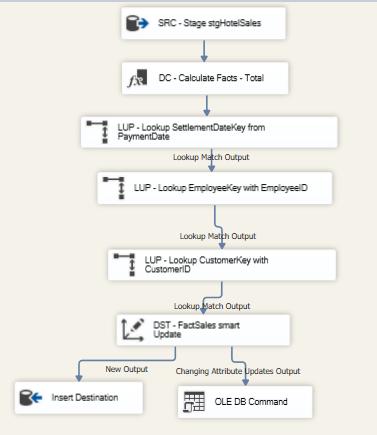 SRC - Stage stgHotelSales
fx
DC - Calculate Facts - Total
LUP - Lookup SettlementDateKey from
PaymentDate
Lookup Match Output
LUP - Lookup EmployeeKey with EmployeeID
Lookup Match Output
LUP - Lookup CustomerKey with
CustomerID
Lookup Match Output
DST - FactSales smart
Update
New Output
Changing Attribute Updates Output
Insert Destination
OLE DB Command